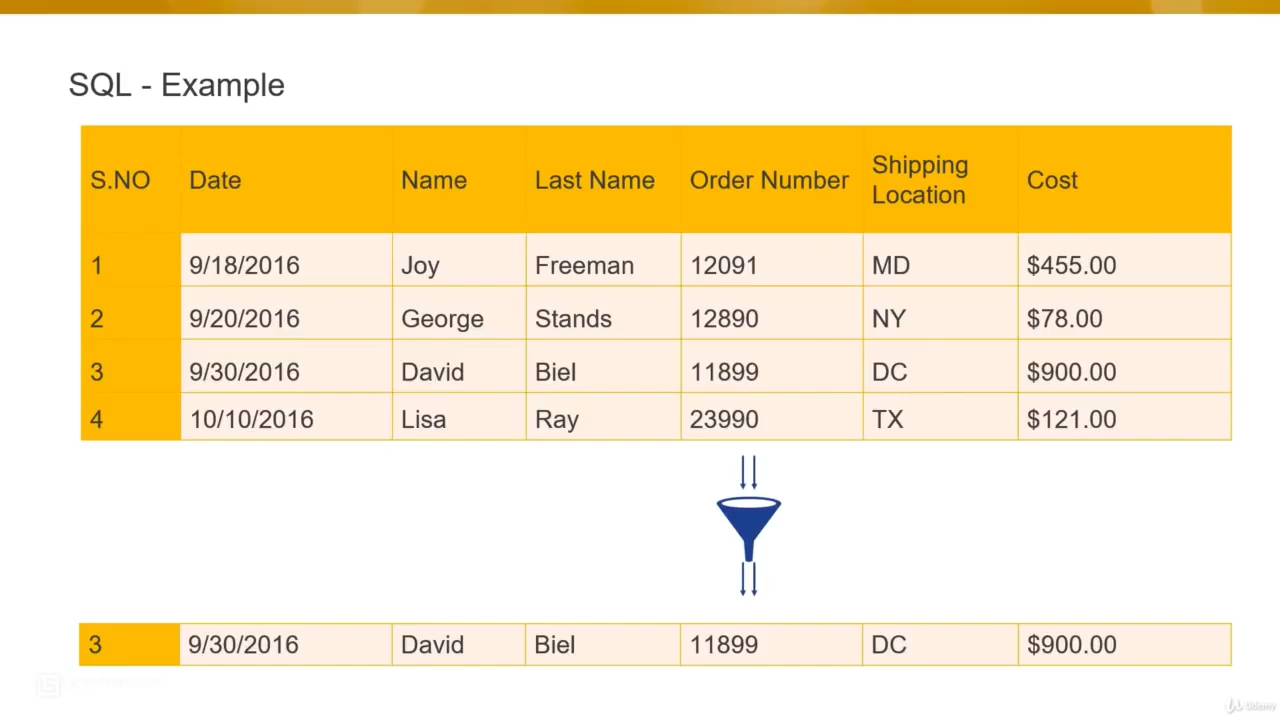 SQL - Example
S.NO Date Name Last Name Order Number Shipping Location Cost
1 9/18/2016 Joy Freeman 12091 MD $455.00
2 9/20/2016 George Stands 12890 NY $78.00
3 9/30/2016 David Biel 11899 DC $900.00
4 10/10/2016 Lisa Ray 23990 TX $121.00
3 9/30/2016 David Biel 11899 DC $900.00
Udemy